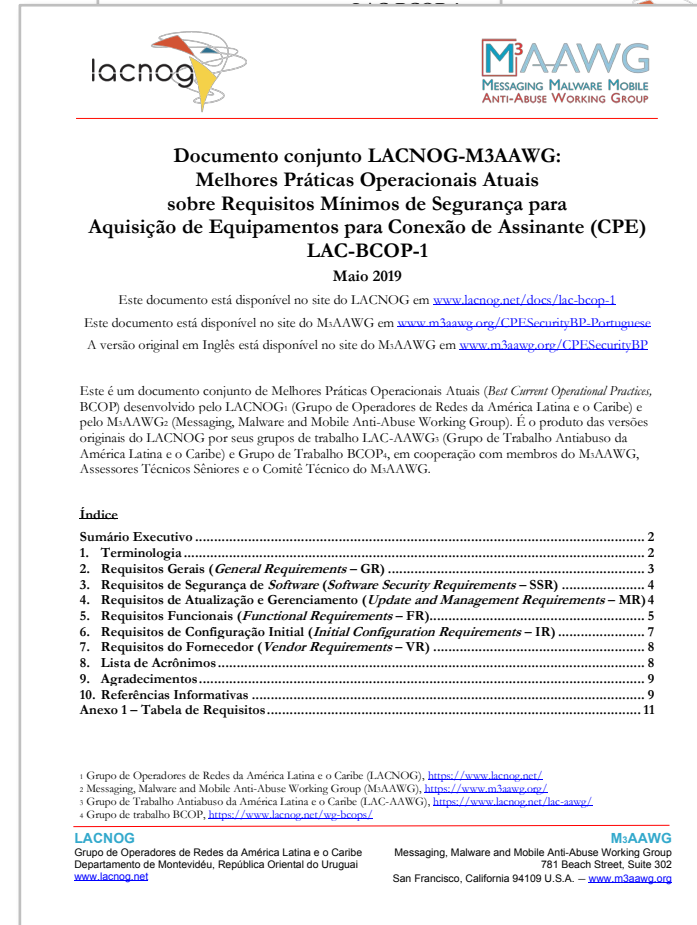 lacnog
M3AAWG
MESSAGING MALWARE MOBILE
ANTI-ABUSE WORKING GROUP
Documento conjunto LACNOG-M3AAWG:
Melhores Práticas Operacionais Atuais
sobre Requisitos Mínimos de Segurança para
Aquisição de Equipamentos para Conexão de Assinante (CPE)
LAC-BCOP-1
Maio 2019
Este documento está disponível no site do LACNOG em www.lacnog.net/docs/lac-bcop-1
Este documento está disponível no site do M3AAWG em www.m3aawg.org/CPESecurityBP-Portuguese
A versão original em Inglês está disponível no site do M3AAWG em www.m3aawg.org/CPESecurityBP
Este é um documento conjunto de Melhores Práticas Operacionais Atuais (Best Current Operational Practices,
BCOP) desenvolvido pelo LACNOG1 (Grupo de Operadores de Redes da América Latina e o Caribe) e
pelo M3AAWG2 (Messaging, Malware and Mobile Anti-Abuse Working Group). É o produto das versões
originais do LACNOG por seus grupos de trabalho LAC-AAWG3 (Grupo de Trabalho Antiabuso da
América Latina e o Caribe) e Grupo de Trabalho BCOP4, em cooperação com membros do M3AAWG,
Assessores Técnicos Sêniores e o Comitê Técnico do M3AAWG.
Índice
Sumário Executivo ........ 2
1. Terminologia ........ 2
2. Requisitos Gerais (General Requirements – GR) ........ 3
3. Requisitos de Segurança de Software (Software Security Requirements – SSR) ........ 4
4. Requisitos de Atualização e Gerenciamento (Update and Management Requirements – MR) 4
5. Requisitos Funcionais (Functional Requirements – FR)........ 5
6. Requisitos de Configuração Initial (Initial Configuration Requirements – IR) ........ 7
7. Requisitos do Fornecedor (Vendor Requirements – VR) ........ 8
8. Lista de Acrônimos ........ 8
9. Agradecimentos ........ 9
10. Referências Informativas ........ 9
Anexo 1 – Tabela de Requisitos ........ 11
1 Grupo de Operadores de Redes da América Latina e o Caribe (LACNOG), https://www.lacnog.net/
2 Messaging, Malware and Mobile Anti-Abuse Working Group (M3AAWG), https://www.m3aawg.org/
3 Grupo de Trabalho Antiabuso da América Latina e o Caribe (LAC-AAWG), https://www.lacnog.net/lac-aawg/
4 Grupo de trabalho BCOP, https://www.lacnog.net/wg-bcops/
LACNOG
Grupo de Operadores de Redes da América Latina e o Caribe
Departamento de Montevidéu, República Oriental do Uruguai
www.lacnog.net
M3AAWG
Messaging, Malware and Mobile Anti-Abuse Working Group
781 Beach Street, Suite 302
San Francisco, California 94109 U.S.A. – www.m3aawg.org